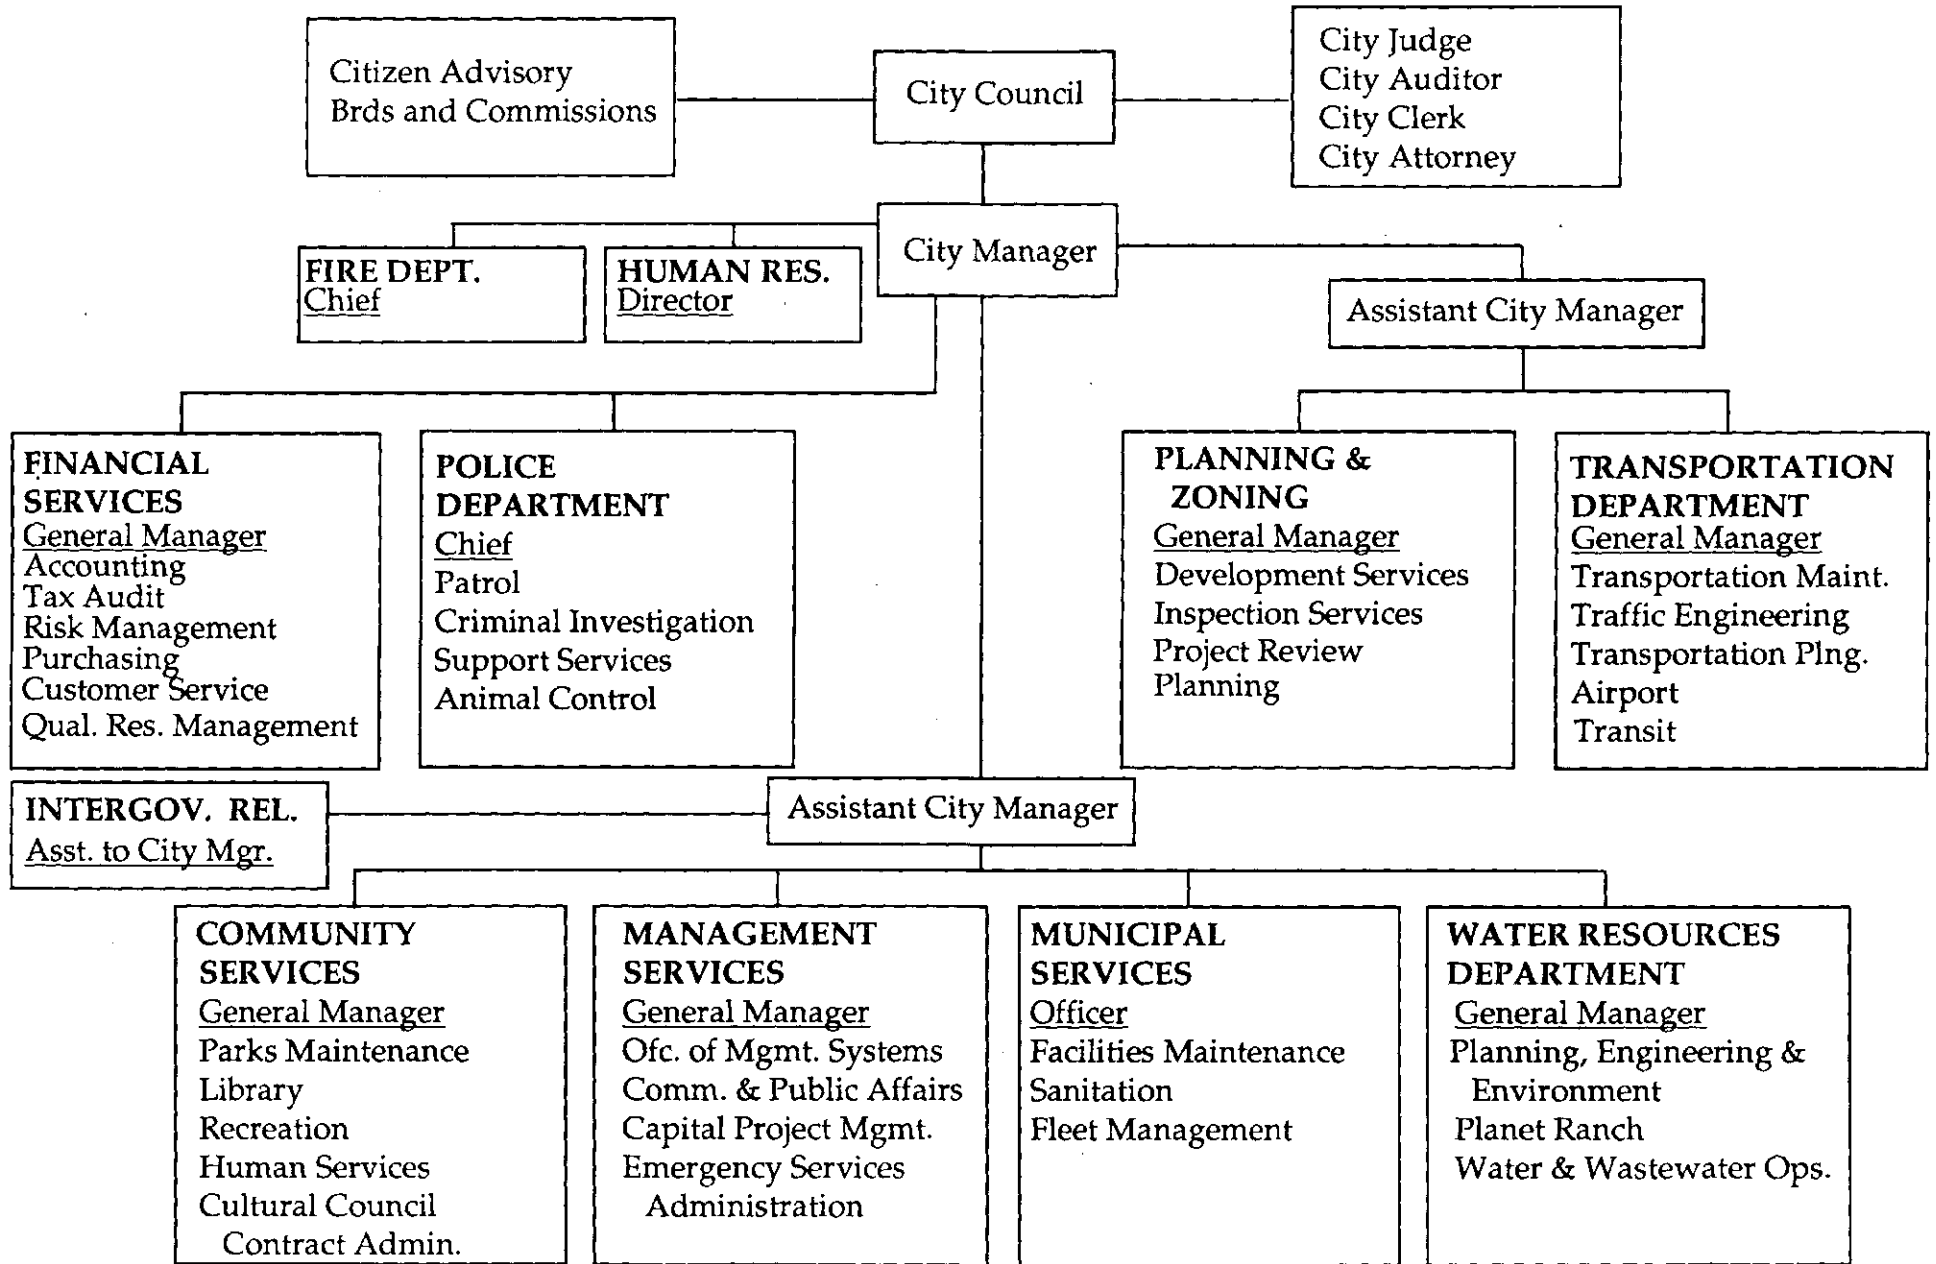 Citizen Advisory
Brds and Commissions
City Council
City Judge
City Auditor
City Clerk
City Attorney
City Manager
FIRE DEPT.
Chief
HUMAN RES.
Director
Assistant City Manager
FINANCIAL
SERVICES
General Manager
Accounting
Tax Audit
Risk Management
Purchasing
Customer Service
Qual. Res. Management
POLICE
DEPARTMENT
Chief
Patrol
Criminal Investigation
Support Services
Animal Control
PLANNING &
ZONING
General Manager
Development Services
Inspection Services
Project Review
Planning
TRANSPORTATION
DEPARTMENT
General Manager
Transportation Maint.
Traffic Engineering
Transportation Plng.
Airport
Transit
INTERGOV. REL.
Asst. to City Mgr.
Assistant City Manager
COMMUNITY
SERVICES
General Manager
Parks Maintenance
Library
Recreation
Human Services
Cultural Council
Contract Admin.
MANAGEMENT
SERVICES
General Manager
Ofc. of Mgmt. Systems
Comm. & Public Affairs
Capital Project Mgmt.
Emergency Services
Administration
MUNICIPAL
SERVICES
Officer
Facilities Maintenance
Sanitation
Fleet Management
WATER RESOURCES
DEPARTMENT
General Manager
Planning, Engineering &
Environment
Planet Ranch
Water & Wastewater Ops.